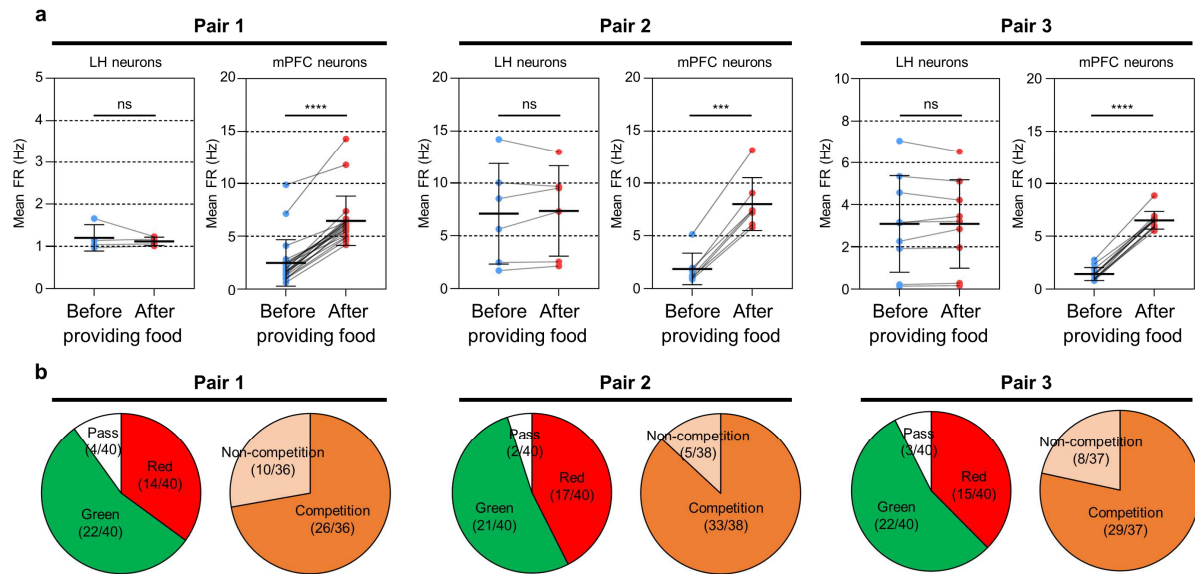 a
Pair 1
Pair 2
Pair 3
LH neurons
mPFC neurons
LH neurons
mPFC neurons
LH neurons
mPFC neurons
Mean FR (Hz)
5
4
3
2
1
0
ns
Before After
providing food
Mean FR (Hz)
20
15
10
5
0
****
Before After
providing food
Mean FR (Hz)
20
15
10
5
0
ns
Before After
providing food
Mean FR (Hz)
20
15
10
5
0
***
Before After
providing food
Mean FR (Hz)
10
8
6
4
2
0
ns
Before After
providing food
Mean FR (Hz)
20
15
10
5
0
****
Before After
providing food
b
Pair 1
Pair 2
Pair 3
Pass
(4/40)
Red
(14/40)
Green
(22/40)
Non-competition
(10/36)
Competition
(26/36)
Pass
(2/40)
Red
(17/40)
Green
(21/40)
Non-competition
(5/38)
Competition
(33/38)
Pass
(3/40)
Red
(15/40)
Green
(22/40)
Non-competition
(8/37)
Competition
(29/37)